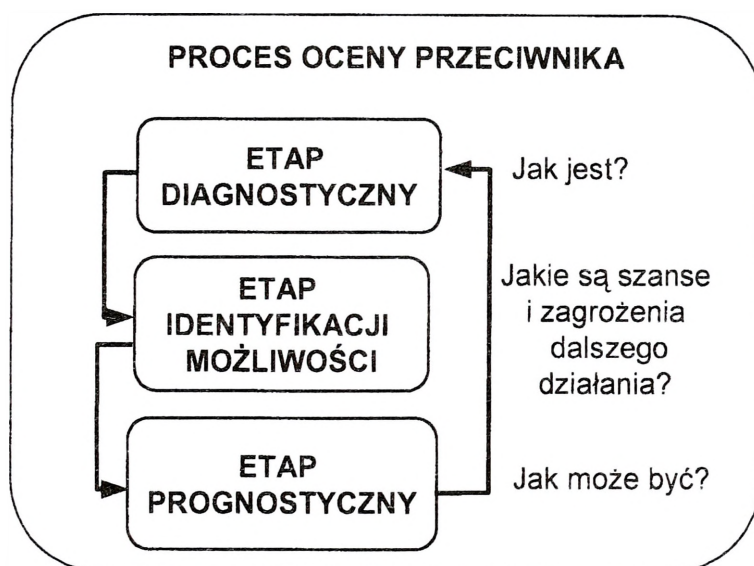 PROCES OCENY PRZECIWNIKA
ETAP
DIAGNOSTYCZNY
Jak jest?
ETAP
IDENTYFIKACJI
MOŻLIWOŚCI
Jakie są szanse
i zagrożenia
dalszego
działania?
ETAP
PROGNOSTYCZNY
Jak może być?